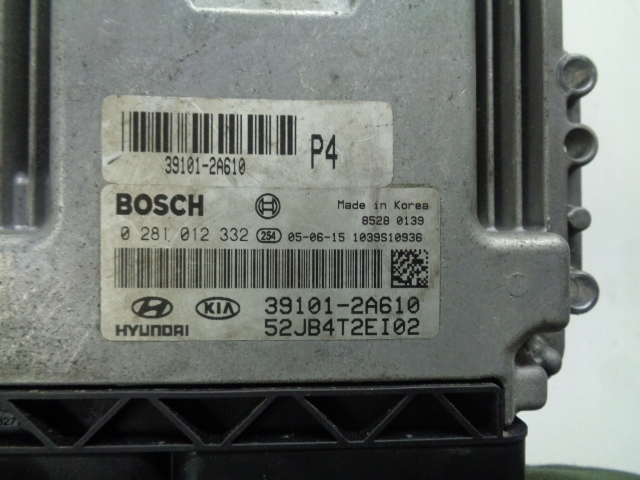 39101-2A610
P4
BOSCH
Made in Korea
8528 0139
0 281 012 332 254 05-06-15 1039S10936
HYUNDAI KIA 39101-2A610
52JB4T2EI02